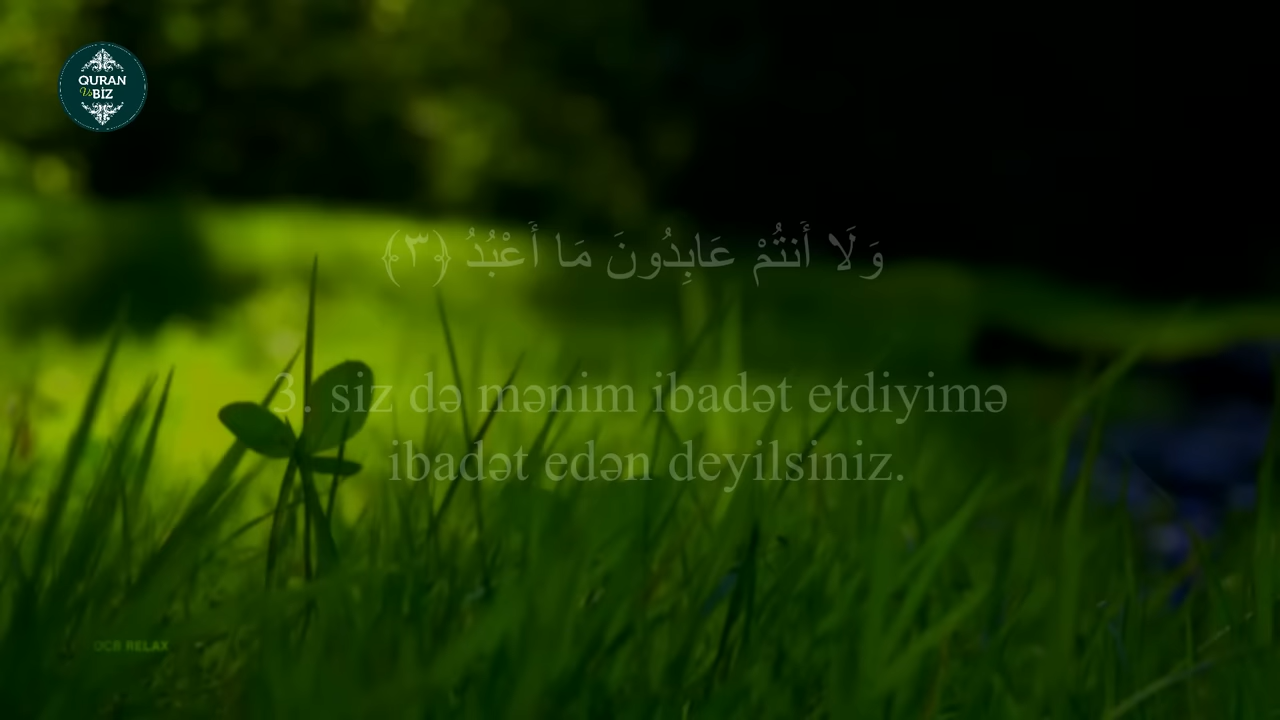 QURAN
Və BİZ
وَلَا أَنتُمْ عَابِدُونَ مَا أَعْبُدُ ﴿٣﴾
3. siz də mənim ibadət etdiyimə
ibadət edən deyilsiniz.
OCB RELAX